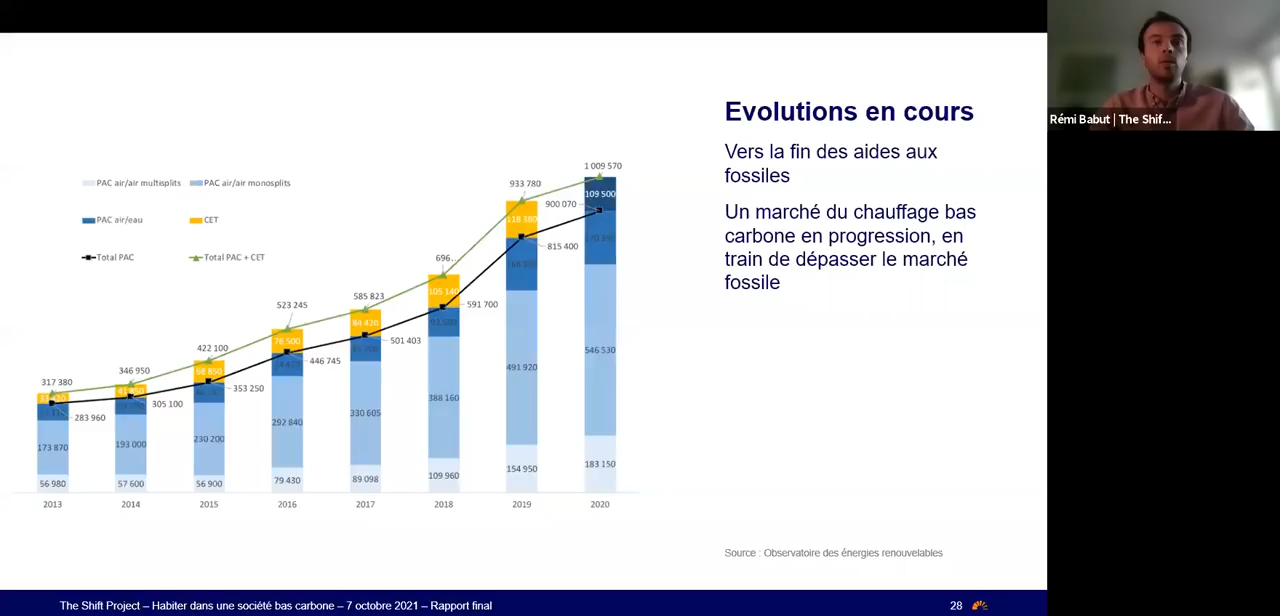 Evolutions en cours
Vers la fin des aides aux
fossiles
Un marché du chauffage bas
carbone en progression, en
train de dépasser le marché
fossile
PAC air/air multisplits PAC air/air monosplits
PAC air/eau CET
Total PAC Total PAC + CET
317 380
283 960
173 870
56 980
346 950
305 100
193 000
57 600
422 100
58 850
353 250
230 200
56 900
523 245
76 500
446 745
292 840
79 430
585 823
84 420
501 403
330 605
89 098
696...
105 140
591 700
388 160
109 960
933 780
118 380
815 400
491 920
154 950
1 009 570
109 500
900 070
546 530
183 150
2013 2014 2015 2016 2017 2018 2019 2020
Source : Observatoire des énergies renouvelables
The Shift Project – Habiter dans une société bas carbone – 7 octobre 2021 – Rapport final
28
Rémi Babut | The Shif...